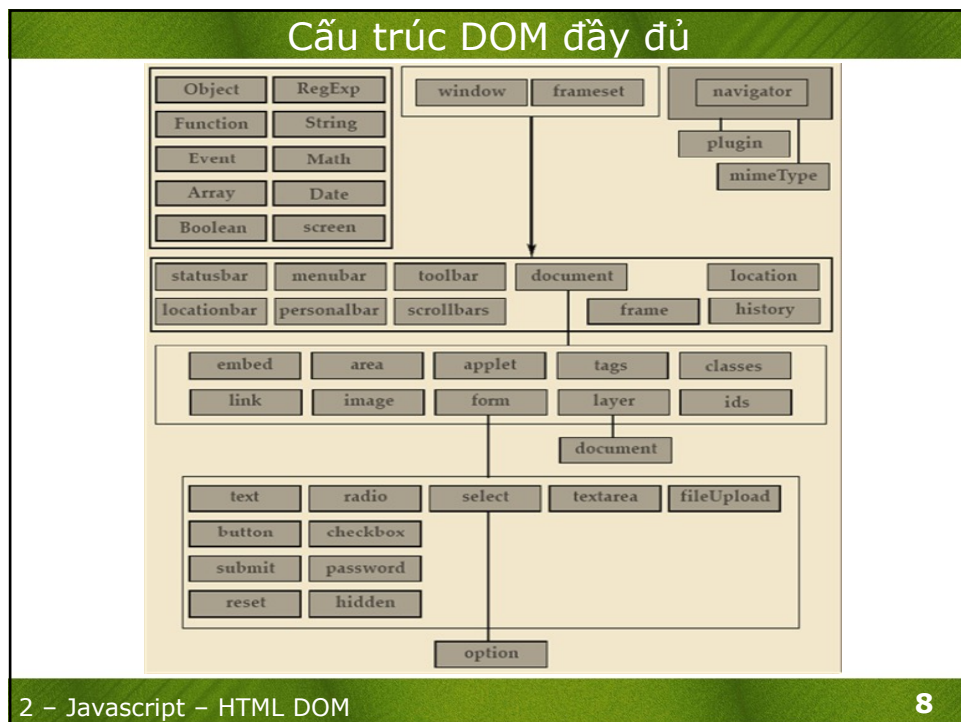 Cấu trúc DOM đầy đủ
Object RegExp
Function String
Event Math
Array Date
Boolean screen
window frameset
navigator
plugin
mimeType
statusbar menubar toolbar document location
locationbar personalbar scrollbars frame history
embed area applet tags classes
link image form layer ids
document
text radio select textarea fileUpload
button checkbox
submit password
reset hidden
option
2 – Javascript – HTML DOM 8